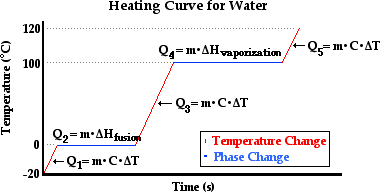 Heating Curve for Water
Temperature (°C)
120
100
0
-20
Q₄=m•ΔHvaporization
Q₅=m•C•ΔT
Q₃=m•C•ΔT
Q₂=m•ΔHfusion
Q₁=m•C•ΔT
Temperature Change
Phase Change
Time (s)